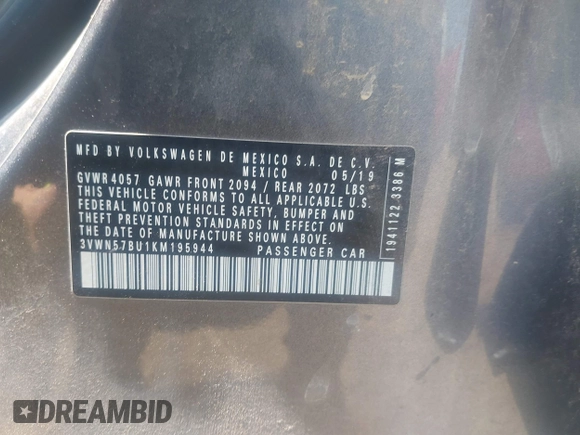 MFD BY VOLKSWAGEN DE MEXICO S.A. DE C.V.
MEXICO 05/19
GVWR 4057 GAWR FRONT 2094 / REAR 2072 LBS
THIS VEHICLE CONFORMS TO ALL APPLICABLE U.S.
FEDERAL MOTOR VEHICLE SAFETY, BUMPER AND
THEFT PREVENTION STANDARDS IN EFFECT ON
THE DATE OF MANUFACTURE SHOWN ABOVE.
3VWN57BU1KM195944 PASSENGER CAR
1941122 3386 M
DREAMBID